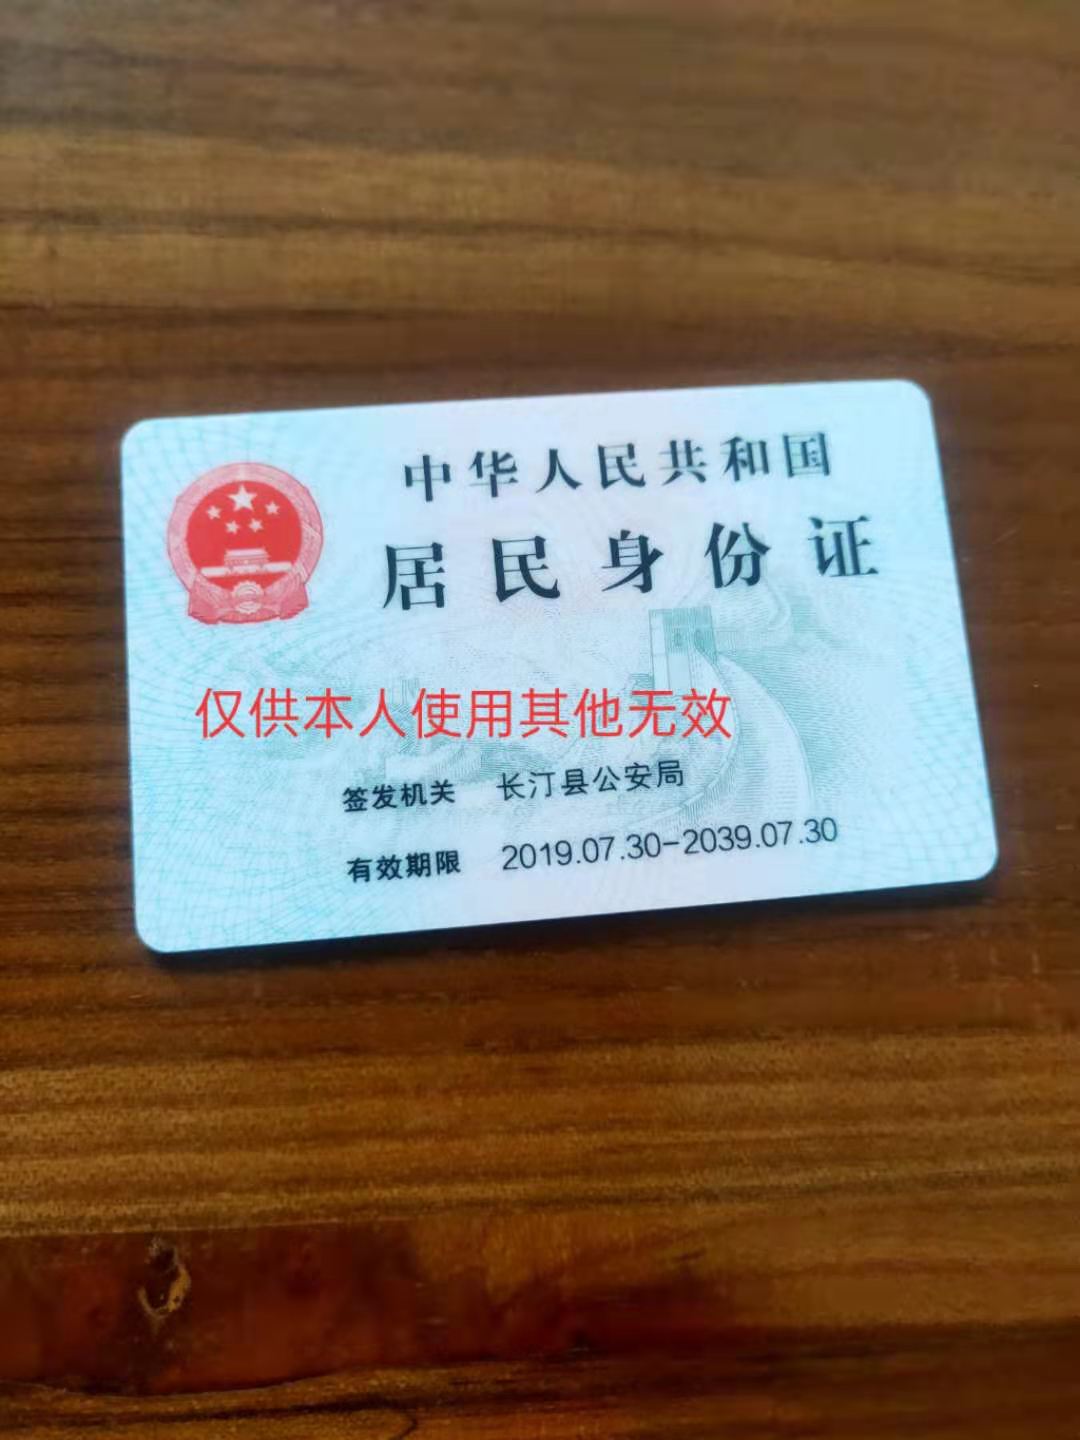 中华人民共和国
居民身份证
仅供本人使用其他无效
签发机关 长汀县公安局
有效期限 2019.07.30-2039.07.30